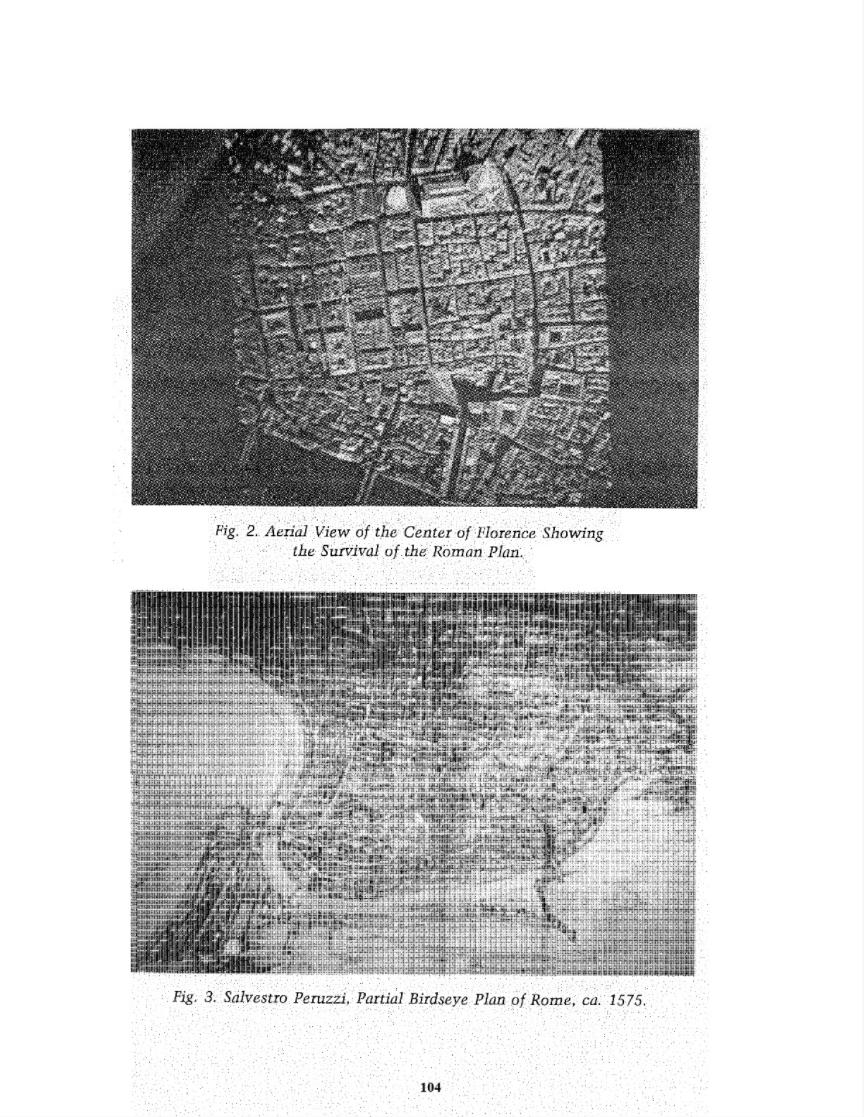 Fig. 2. Aerial View of the Center of Florence Showing
the Survival of the Roman Plan.
Fig. 3. Salvestro Peruzzi, Partial Birdseye Plan of Rome, ca. 1575.
104